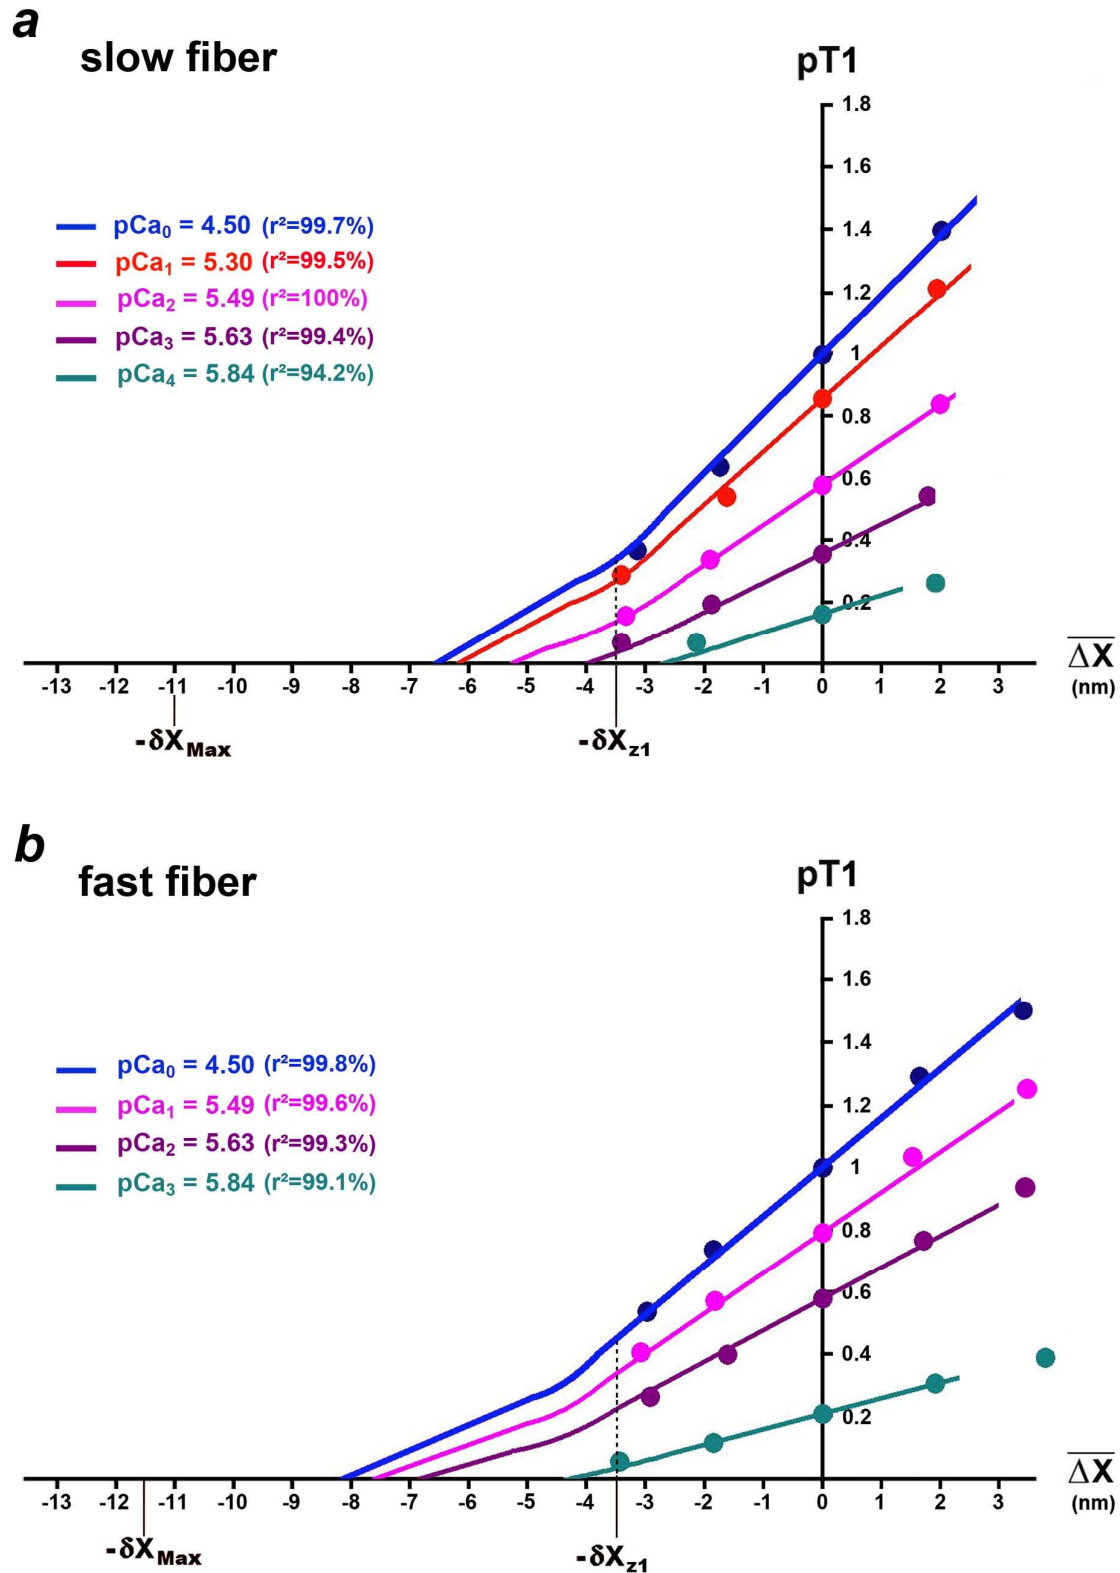 a
slow fiber
pT1
1.8
1.6
1.4
1.2
1
0.8
0.6
0.4
0.2
pCa₀ = 4.50 (r²=99.7%)
pCa₁ = 5.30 (r²=99.5%)
pCa₂ = 5.49 (r²=100%)
pCa₃ = 5.63 (r²=99.4%)
pCa₄ = 5.84 (r²=94.2%)
-13 -11 -10 -9 -8 -7 -6 -5 -4 -3 -2 -1 0 1 2 3
ΔX
(nm)
-δX_Max
-δX_z1
b
fast fiber
pT1
1.8
1.6
1.4
1.2
1
0.8
0.6
0.4
0.2
pCa₀ = 4.50 (r²=99.8%)
pCa₁ = 5.49 (r²=99.6%)
pCa₂ = 5.63 (r²=99.3%)
pCa₃ = 5.84 (r²=99.1%)
-13 -11 -10 -9 -8 -7 -6 -5 -4 -3 -2 -1 0 1 2 3
ΔX
(nm)
-δX_Max
-δX_z1